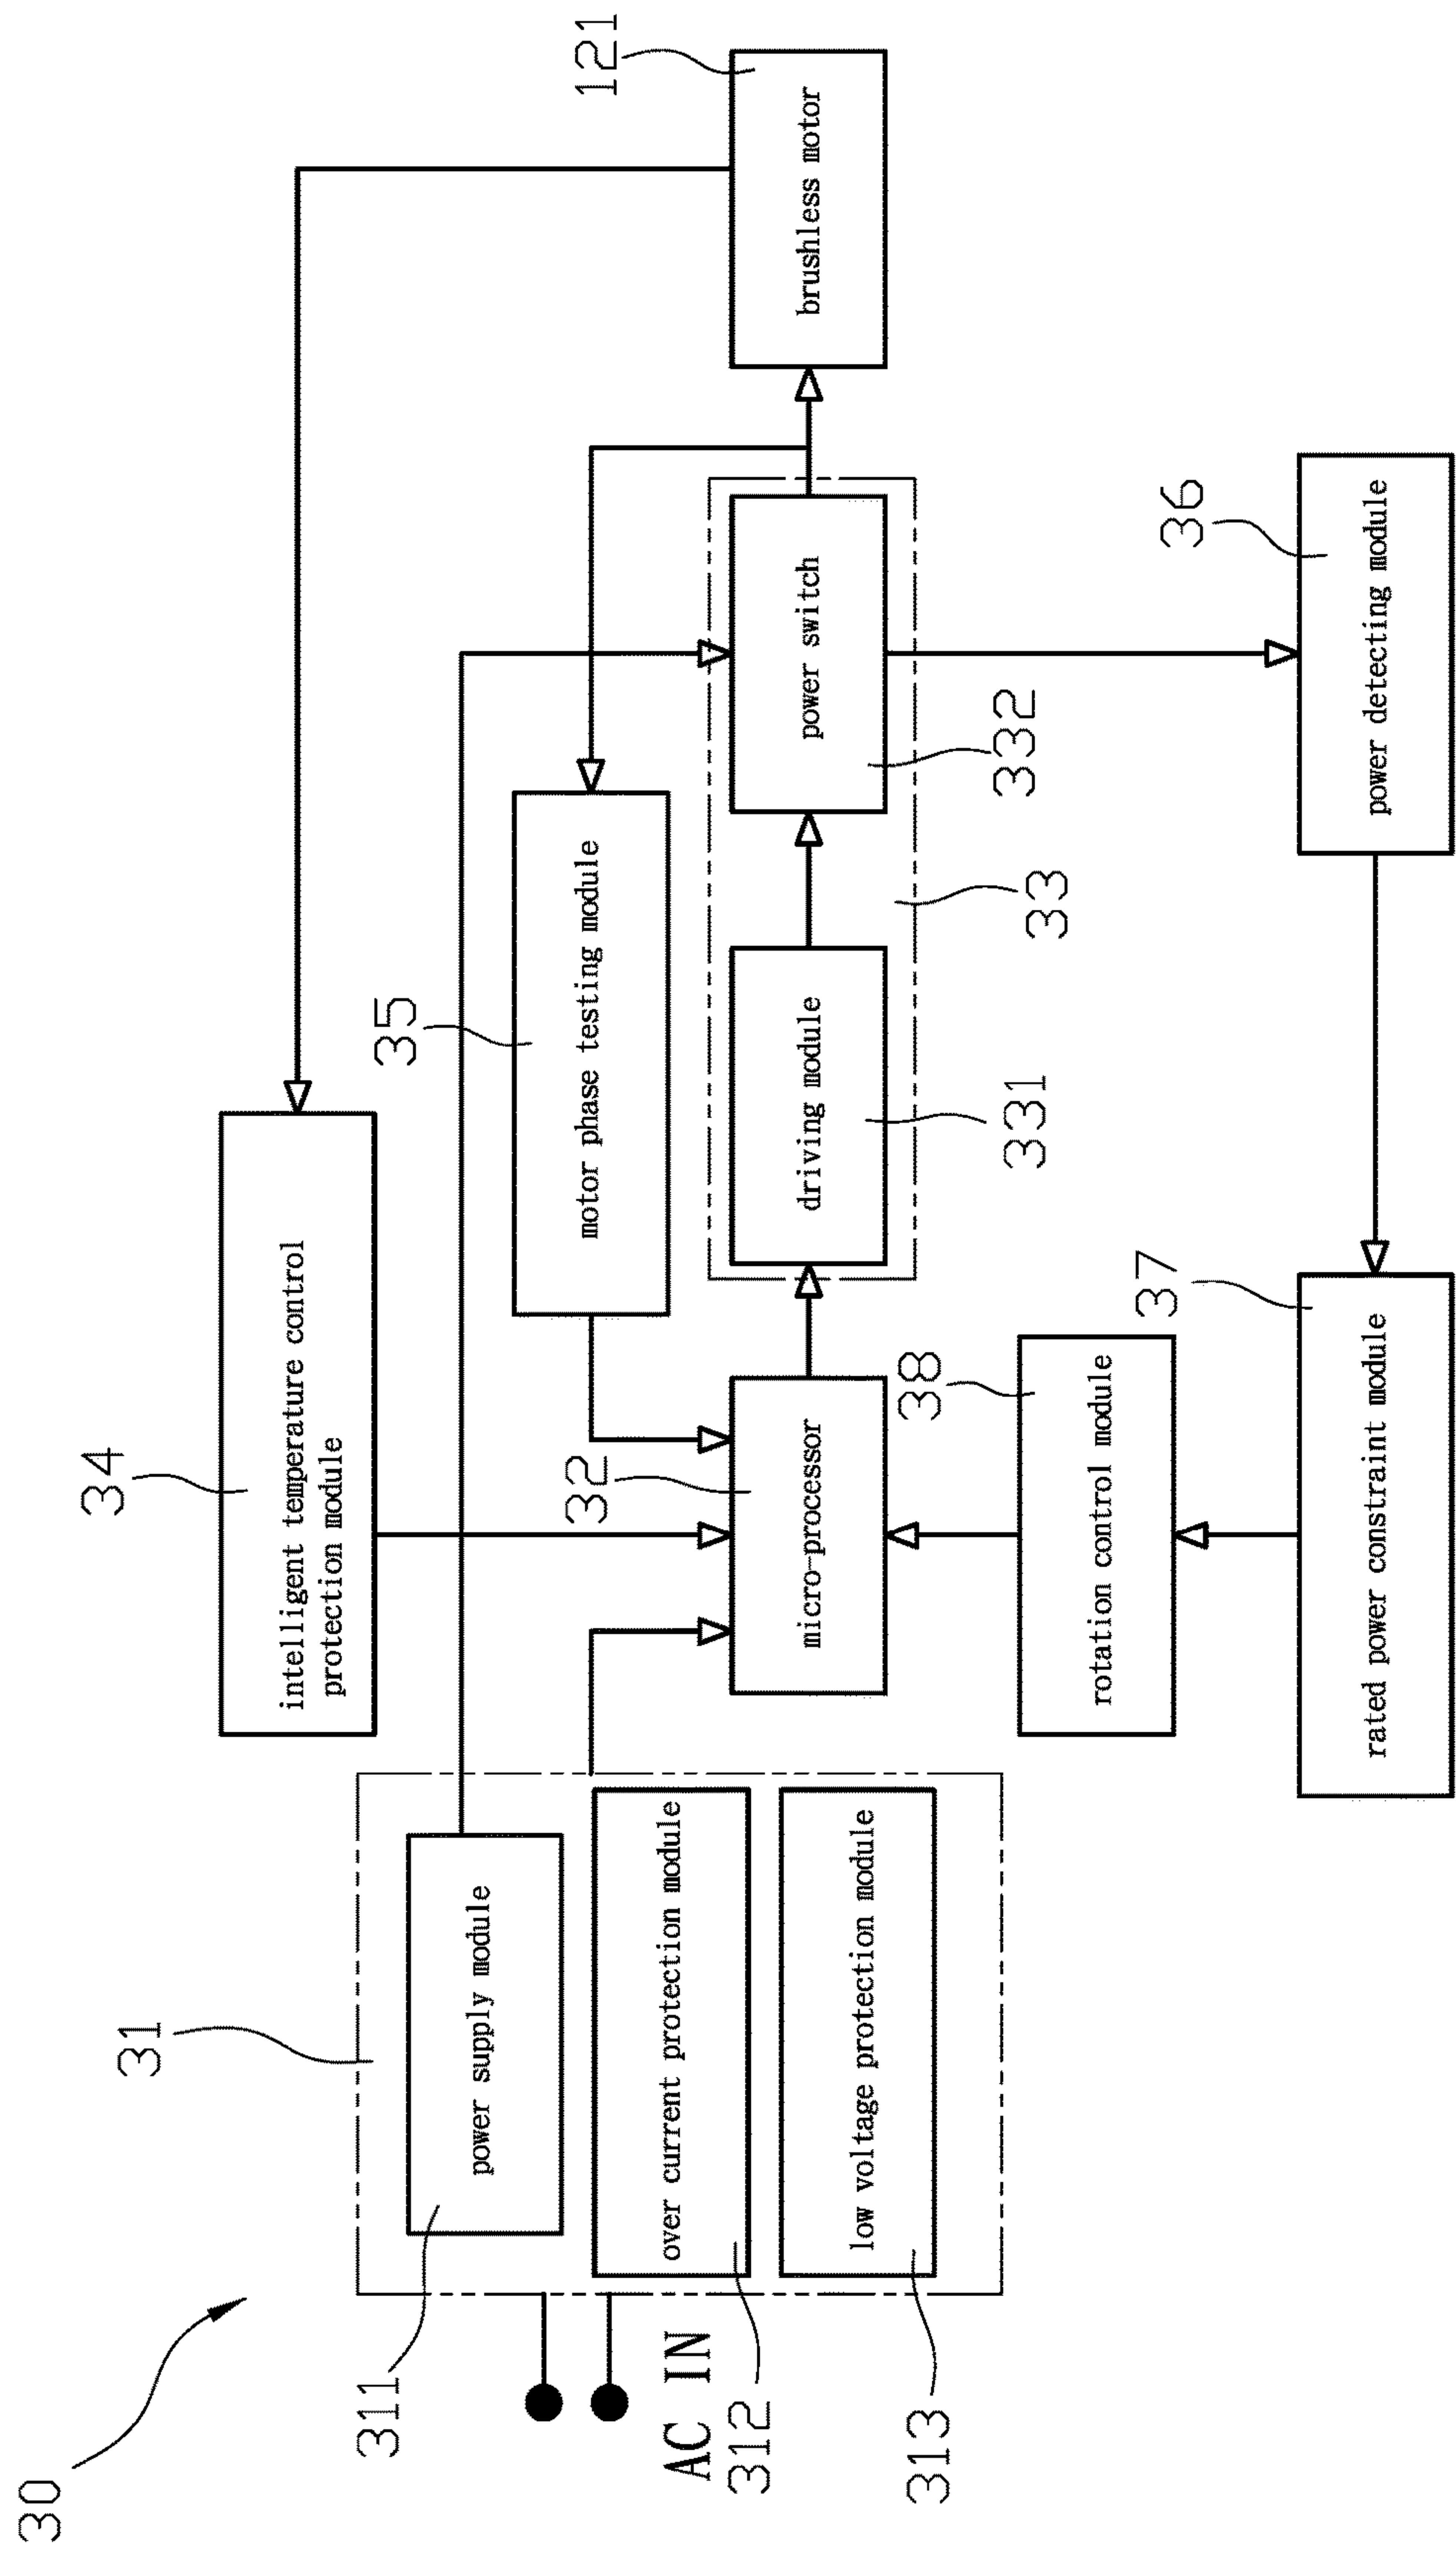 30
34
intelligent temperature control
protection module
31
35
121
motor phase testing module
311
power supply module
32
AC IN
312
over current protection module
micro-processor
driving module
power switch
brushless motor
313
low voltage protection module
331
33
332
38
rotation control module
37
36
rated power constraint module
power detecting module